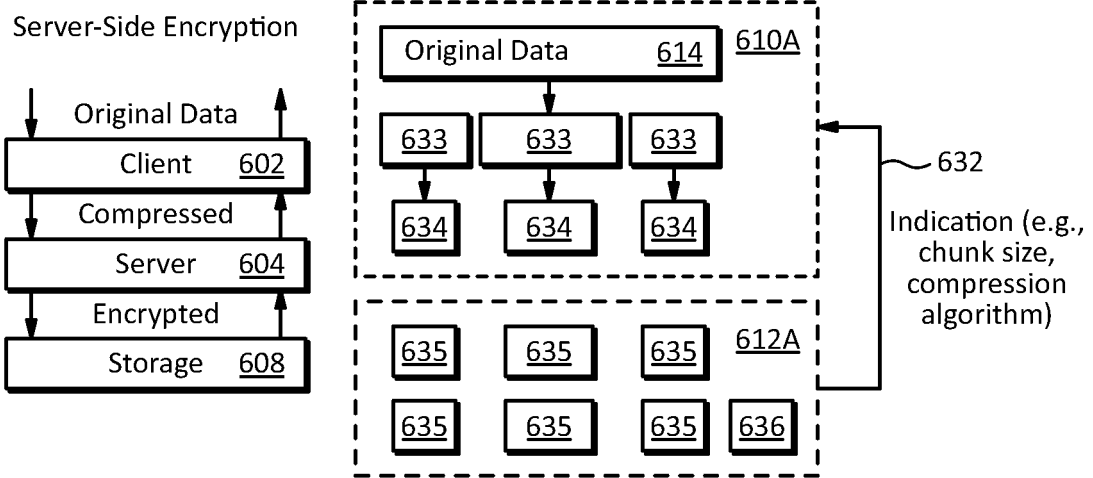 Server-Side Encryption
Original Data
Client 602
Compressed
Server 604
Encrypted
Storage 608
Original Data 614
610A
633 633 633
634 634 634
632
Indication (e.g.,
chunk size,
compression
algorithm)
635 635 635
612A
635 635 635 636